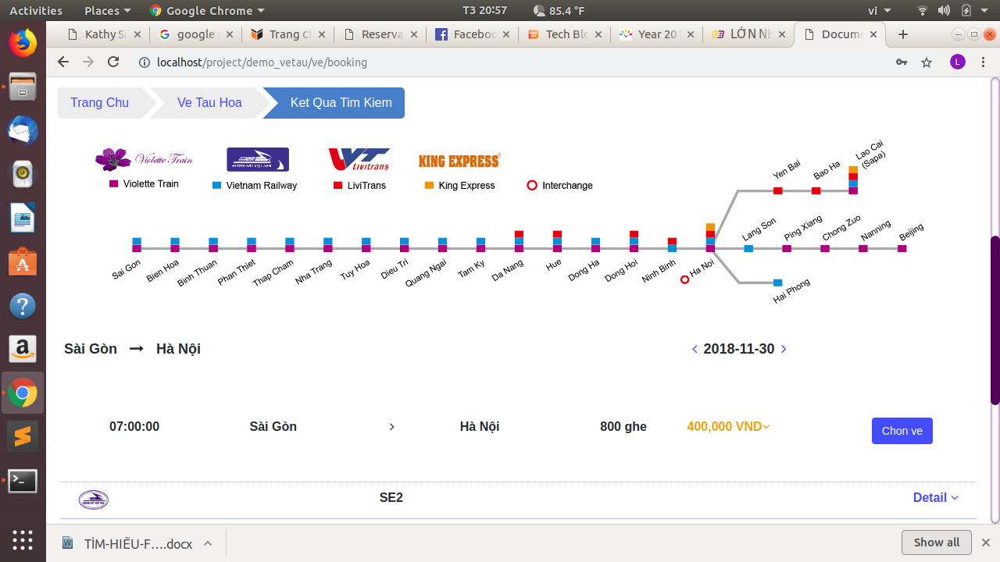 Activities Places Google Chrome T3 20:57 85.4 °F vi
Kathy Si google Trang c Reserva Facebo Tech Blo Year 201 LỚN NH Docume
localhost/project/demo_vetau/ve/booking L
Trang Chu Ve Tau Hoa Ket Qua Tim Kiem
Violette Train LiviTrans KING EXPRESS
Violette Train Vietnam Railway LiviTrans King Express Interchange
Yen Bai Bao Ha Lao Cai (Sapa)
Lang Son Ping Xiang Chong Zuo Nanning Beijing
Sai Gon Bien Hoa Binh Thuan Phan Thiet Thap Cham Nha Trang Tuy Hoa Dieu Tri Quang Ngai Tam Ky Da Nang Hue Dong Ha Dong Hoi Ninh Binh Ha Noi
Hai Phong
Sài Gòn → Hà Nội < 2018-11-30 >
07:00:00 Sài Gòn > Hà Nội 800 ghe 400,000 VND Chon ve
SE2 Detail
TÌM-HIỂU-F….docx Show all